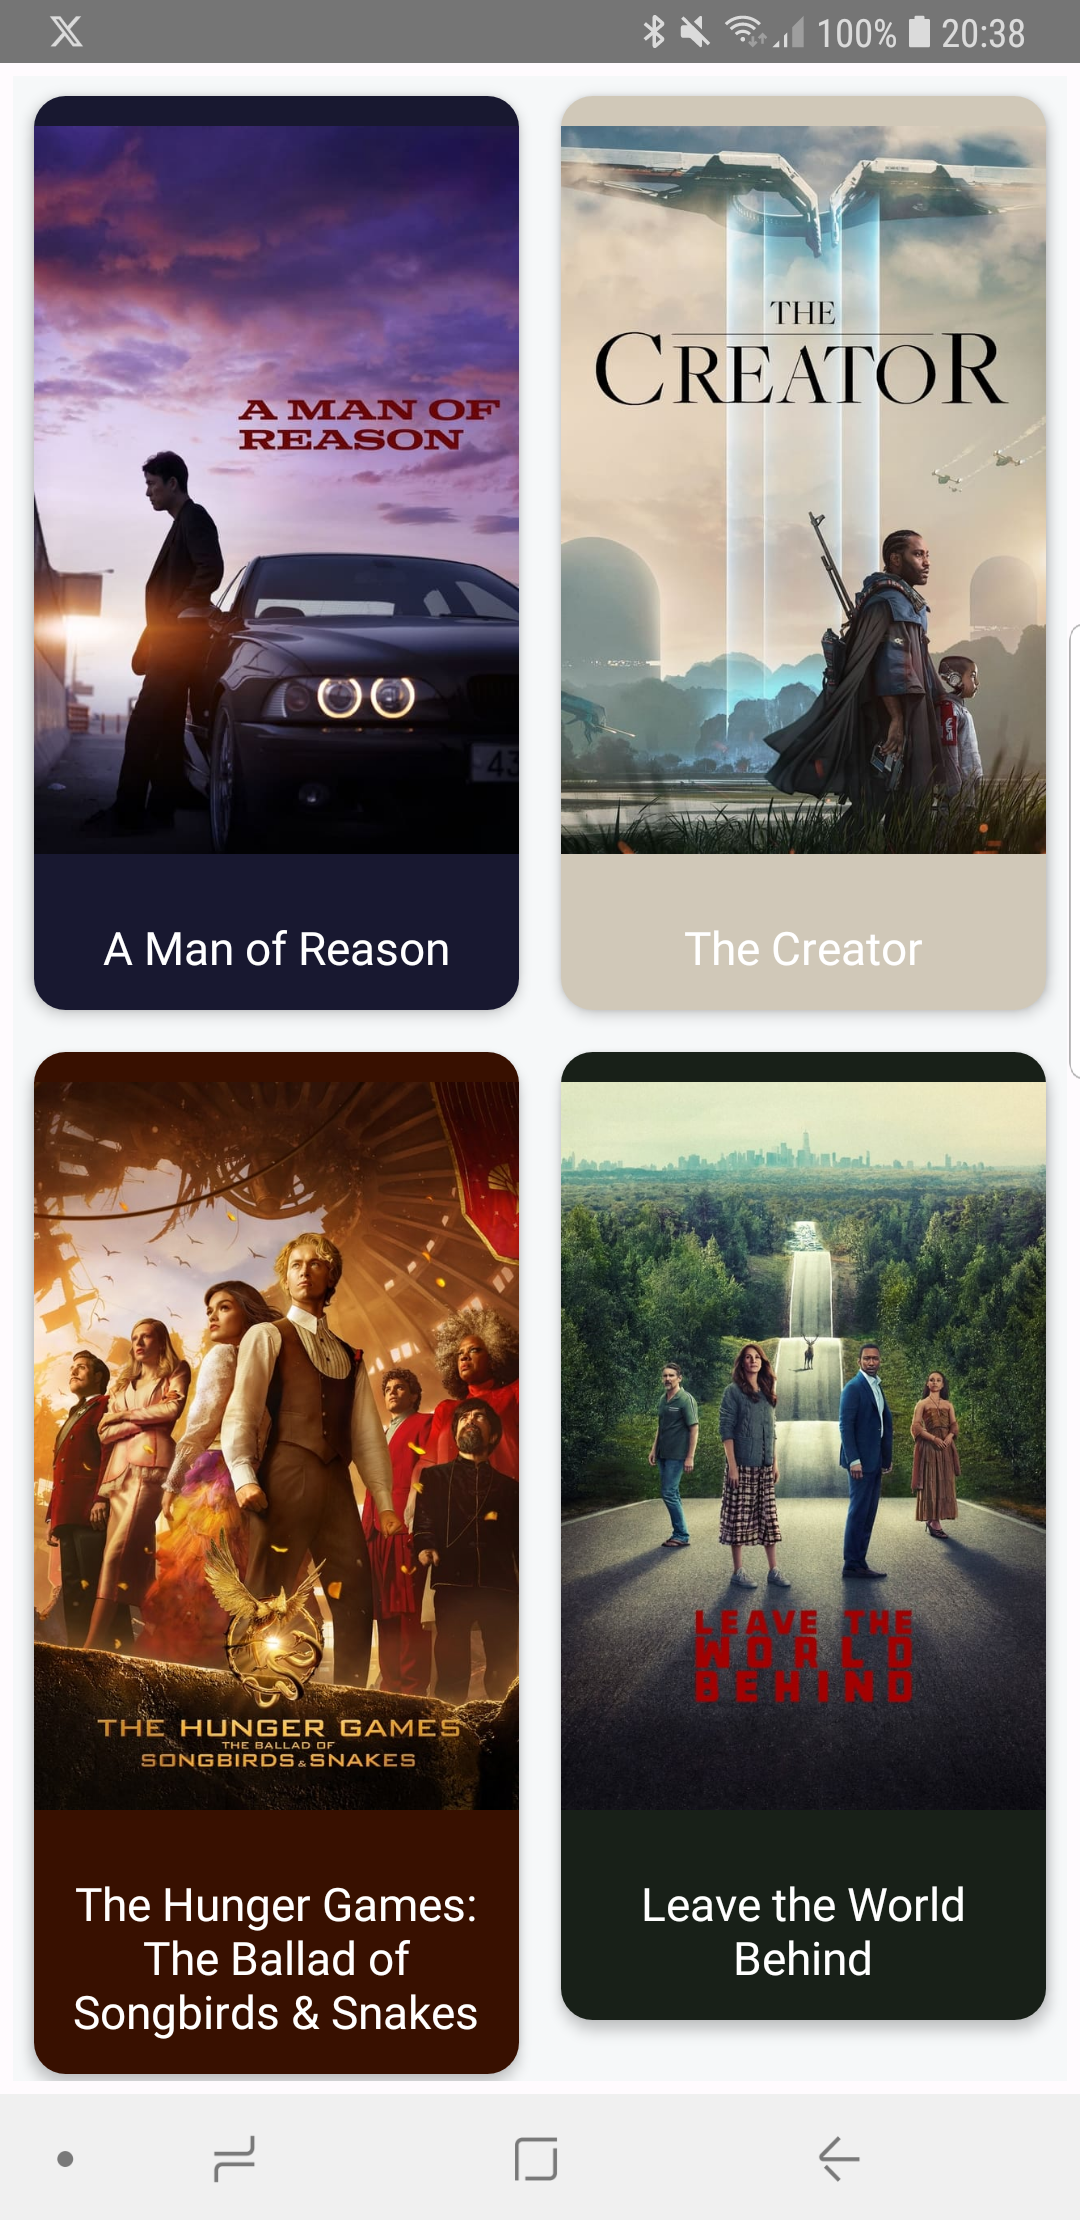 100% 20:38
A MAN OF
REASON
A Man of Reason
THE
CREATOR
The Creator
THE HUNGER GAMES
THE BALLAD OF
SONGBIRDS & SNAKES
The Hunger Games:
The Ballad of
Songbirds & Snakes
LEAVE THE
WORLD
BEHIND
Leave the World
Behind